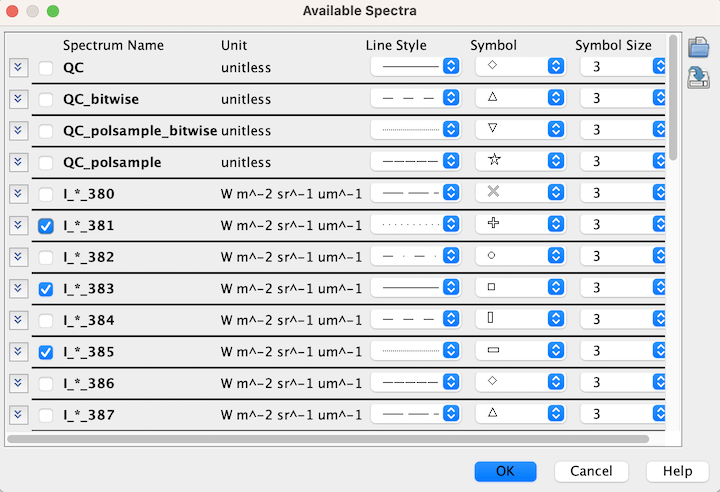 Available Spectra
Spectrum Name Unit Line Style Symbol Symbol Size
QC unitless 3
QC_bitwise unitless 3
QC_polsample_bitwise unitless 3
QC_polsample unitless 3
I_*_380 W m^-2 sr^-1 um^-1 3
I_*_381 W m^-2 sr^-1 um^-1 3
I_*_382 W m^-2 sr^-1 um^-1 3
I_*_383 W m^-2 sr^-1 um^-1 3
I_*_384 W m^-2 sr^-1 um^-1 3
I_*_385 W m^-2 sr^-1 um^-1 3
I_*_386 W m^-2 sr^-1 um^-1 3
I_*_387 W m^-2 sr^-1 um^-1 3
OK Cancel Help